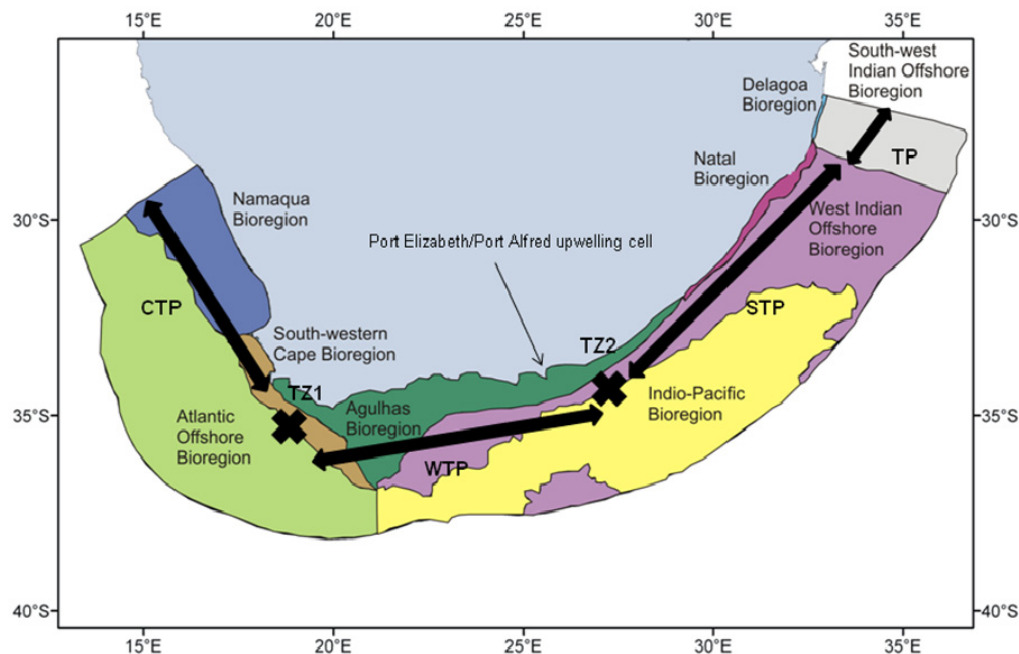 15°E
20°E
25°E
30°E
35°E
South-west
Indian Offshore
Bioregion
Delagoa
Bioregion
TP
Natal
Bioregion
Namaqua
Bioregion
30°S
30°S
West Indian
Offshore
Bioregion
Port Elizabeth/Port Alfred upwelling cell
CTP
STP
South-western
Cape Bioregion
TZ2
TZ1
Agulhas
Bioregion
Indio-Pacific
Bioregion
35°S
35°S
Atlantic
Offshore
Bioregion
WTP
40°S
40°S
15°E
20°E
25°E
30°E
35°E